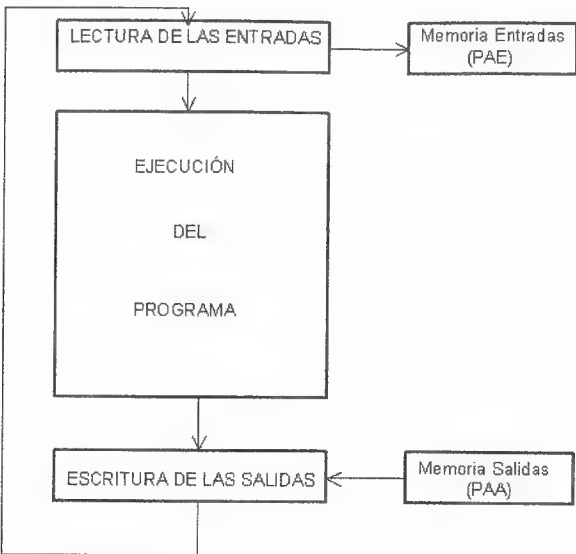 LECTURA DE LAS ENTRADAS
Memoria Entradas
(PAE)
EJECUCIÓN
DEL
PROGRAMA
ESCRITURA DE LAS SALIDAS
Memoria Salidas
(PAA)